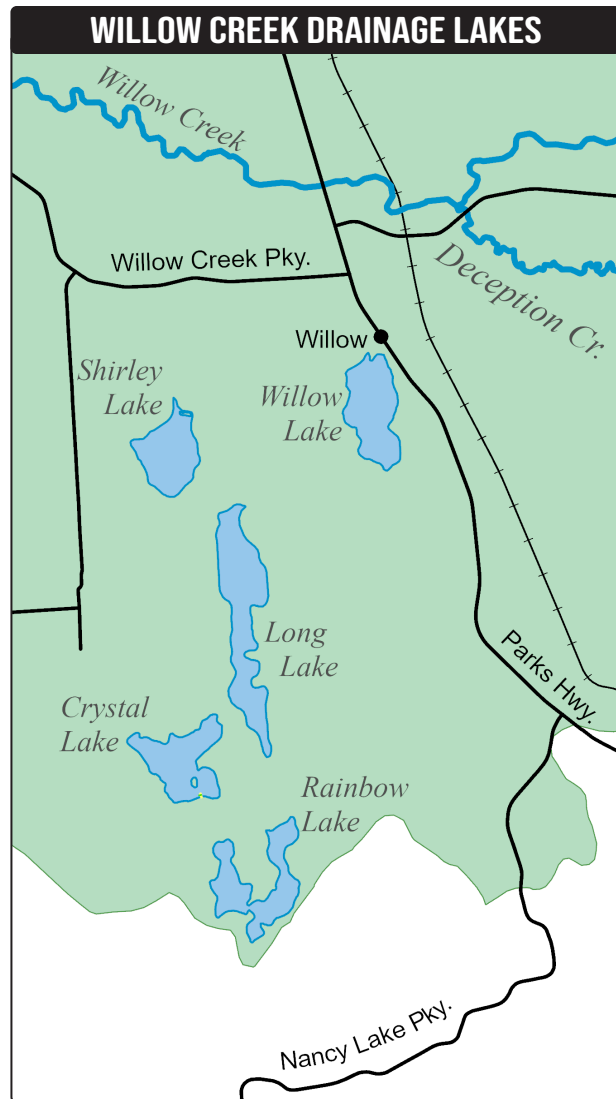 WILLOW CREEK DRAINAGE LAKES
Willow Creek
Willow Creek Pky.
Deception Cr.
Willow
Shirley
Lake
Willow
Lake
Long
Lake
Parks Hwy.
Crystal
Lake
Rainbow
Lake
Nancy Lake Pky.